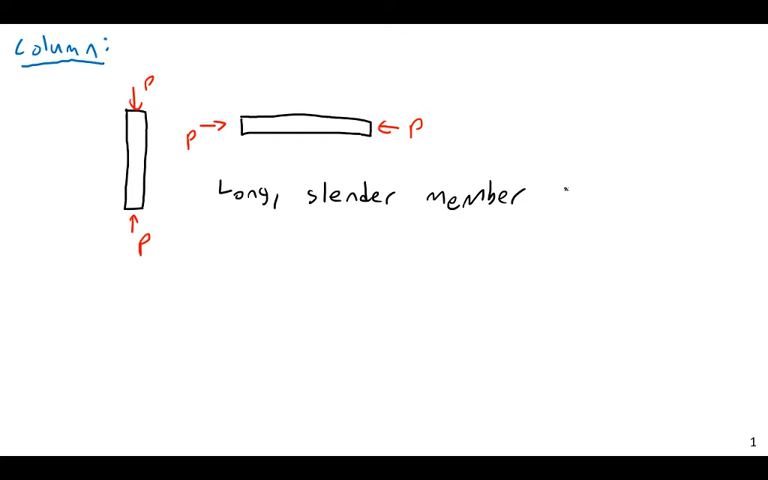 Column:
P
P → ← P
Long, slender member
P
1